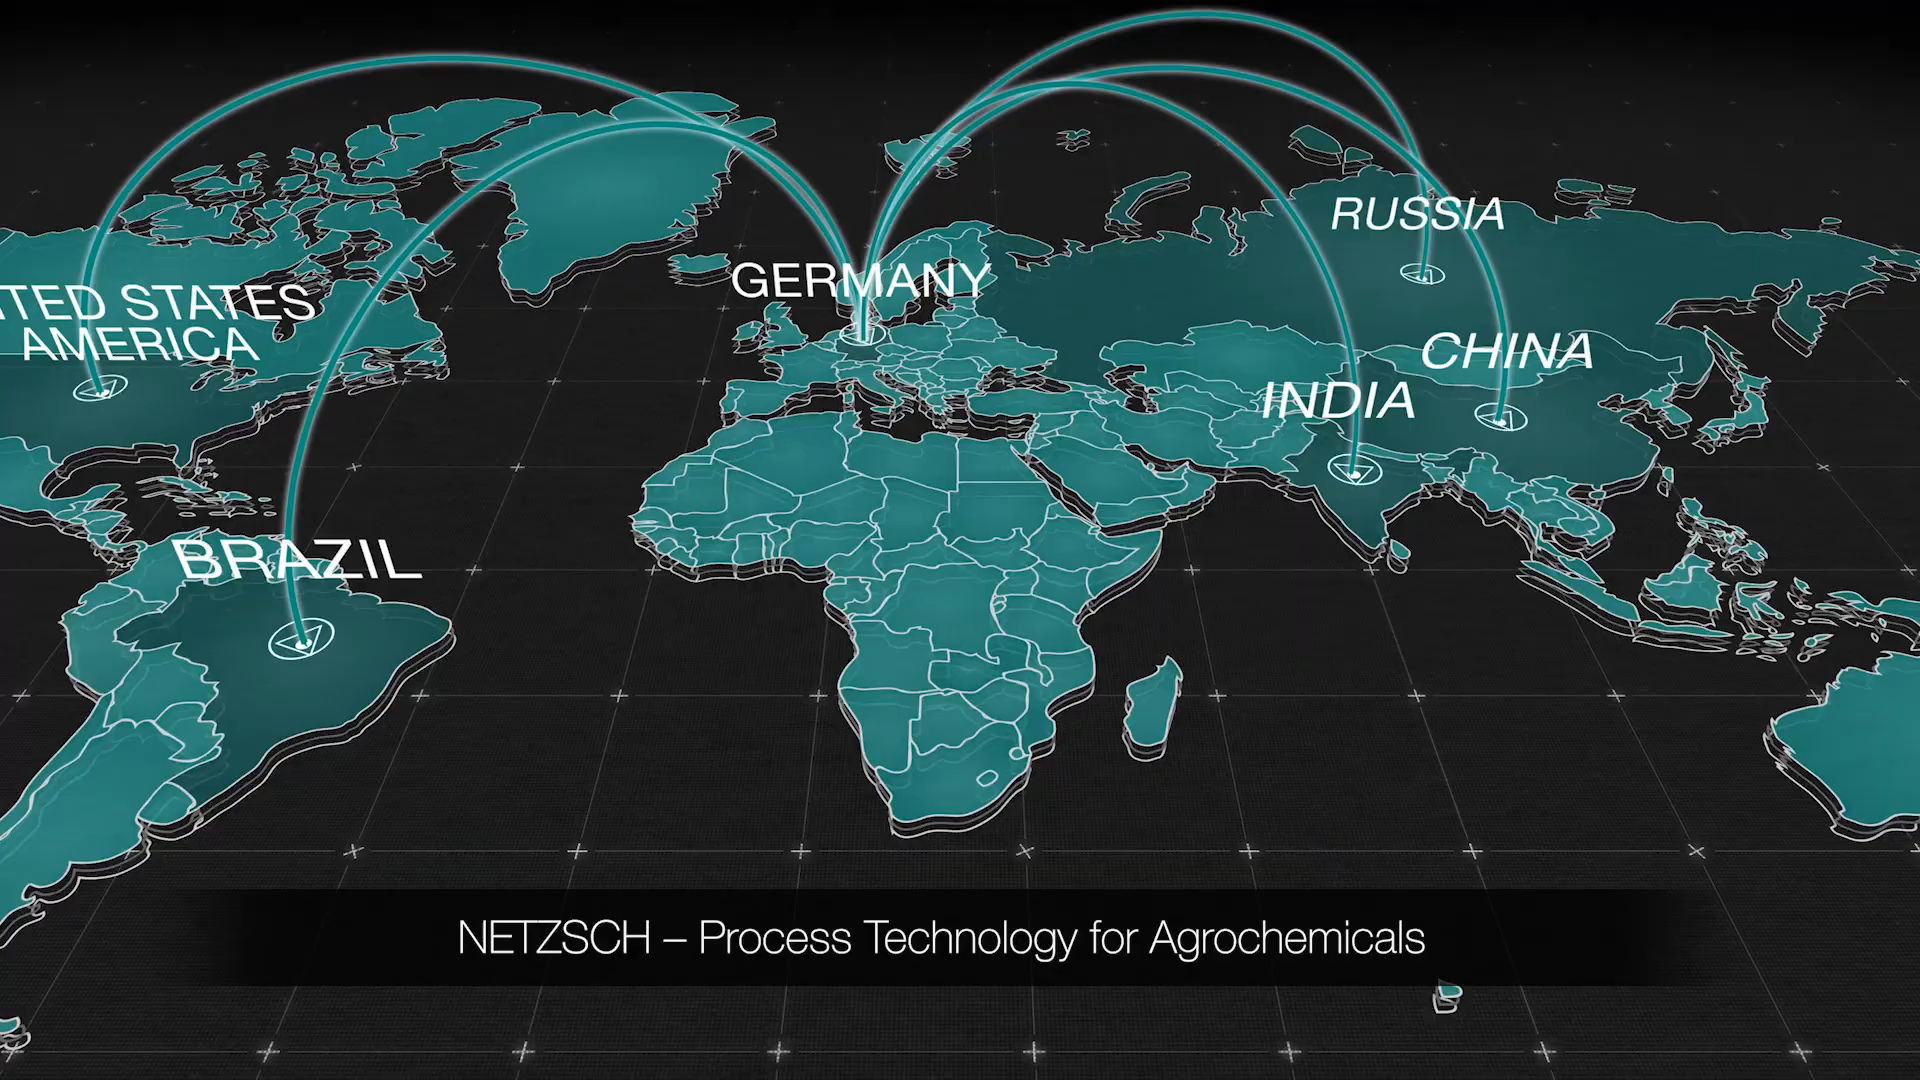 RUSSIA
GERMANY
TED STATES
AMERICA
CHINA
INDIA
BRAZIL
NETZSCH – Process Technology for Agrochemicals